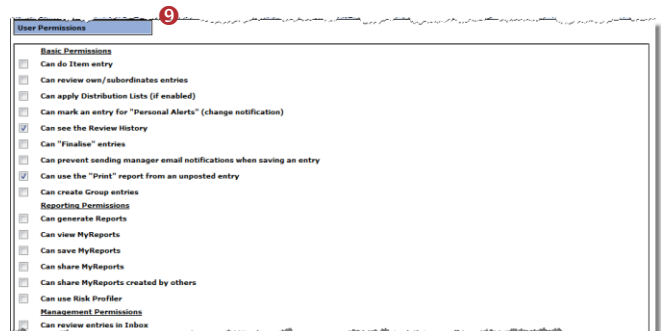 9
User Permissions
Basic Permissions
Can do Item entry
Can review own/subordinates entries
Can apply Distribution Lists (if enabled)
Can mark an entry for "Personal Alerts" (change notification)
Can see the Review History
Can "Finalise" entries
Can prevent sending manager email notifications when saving an entry
Can use the "Print" report from an unposted entry
Can create Group entries
Reporting Permissions
Can generate Reports
Can view MyReports
Can save MyReports
Can share MyReports
Can share MyReports created by others
Can use Risk Profiler
Management Permissions
Can review entries in Inbox